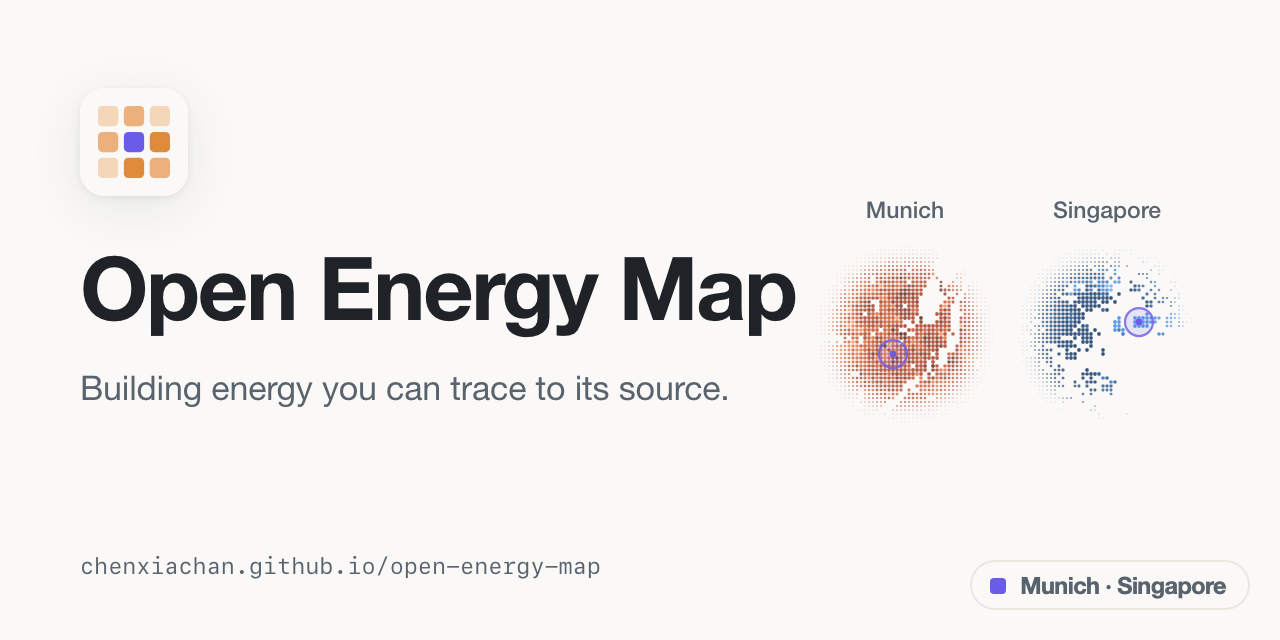 Munich
Singapore
Open Energy Map
Building energy you can trace to its source.
chenxiachan.github.io/open-energy-map
Munich · Singapore